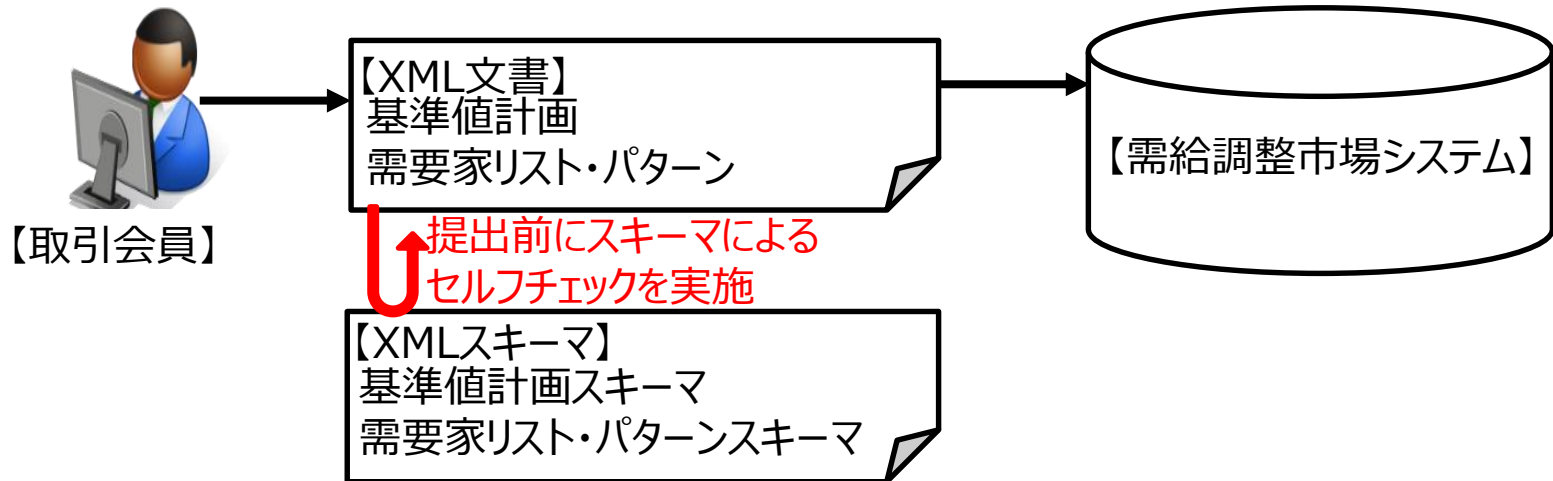 【取引会員】
【XML文書】
基準値計画
需要家リスト・パターン
提出前にスキーマによる
セルフチェックを実施
【XMLスキーマ】
基準値計画スキーマ
需要家リスト・パターンスキーマ
【需給調整市場システム】